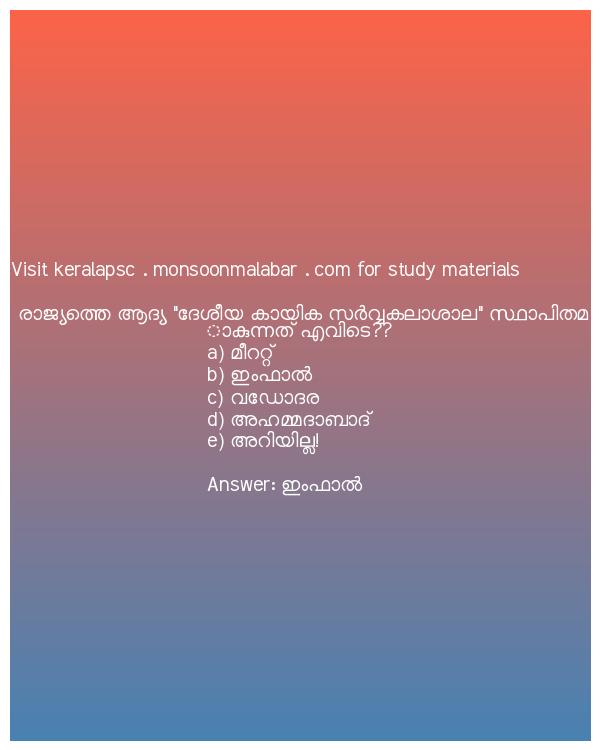 Visit keralapsc . monsoonmalabar . com for study materials
രാജ്യത്തെ ആദ്യ "ദേശീയ കായിക സർവ്വകലാശാല" സ്ഥാപിതമ
ാകുന്നത് എവിടെ??
a) മീററ്റ്
b) ഇംഫാൽ
c) വഡോദര
d) അഹമ്മദാബാദ്
e) അറിയില്ല!
Answer: ഇംഫാൽ